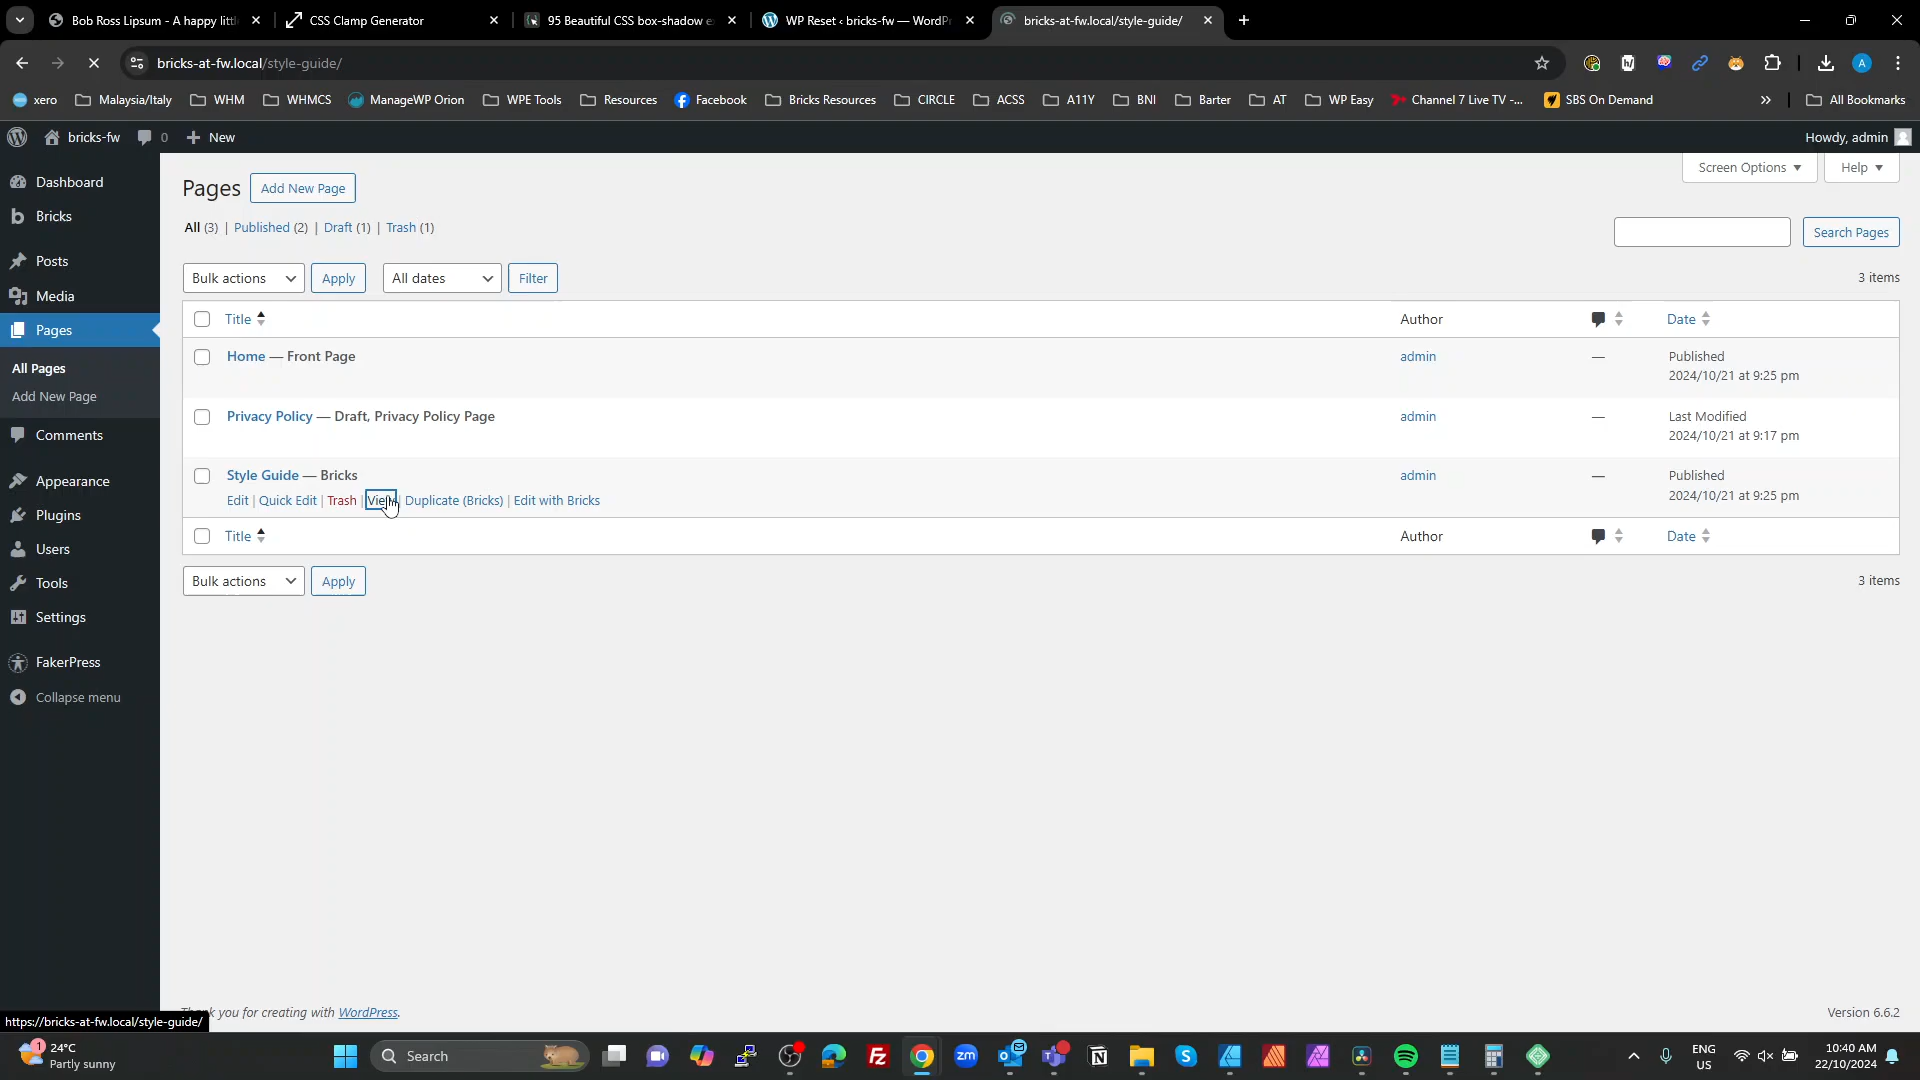 Bob Ross Lipsum - A happy littl
CSS Clamp Generator
95 Beautiful CSS box-shadow e
WP Reset ‹ bricks-fw — WordPr
bricks-at-fw.local/style-guide/
bricks-at-fw.local/style-guide/
xero
Malaysia/Italy
WHM
WHMCS
ManageWP Orion
WPE Tools
Resources
Facebook
Bricks Resources
CIRCLE
ACSS
A11Y
BNI
Barter
AT
WP Easy
Channel 7 Live TV -...
SBS On Demand
»
All Bookmarks
bricks-fw
0
New
Howdy, admin
Dashboard
Bricks
Posts
Media
Pages
All Pages
Add New Page
Comments
Appearance
Plugins
Users
Tools
Settings
FakerPress
Collapse menu
Screen Options
Help
Pages
Add New Page
All (3) | Published (2) | Draft (1) | Trash (1)
Search Pages
Bulk actions
Apply
All dates
Filter
3 items
Title
Author
Date
Home — Front Page
admin
—
Published
2024/10/21 at 9:25 pm
Privacy Policy — Draft, Privacy Policy Page
admin
—
Last Modified
2024/10/21 at 9:17 pm
Style Guide — Bricks
Edit | Quick Edit | Trash | View | Duplicate (Bricks) | Edit with Bricks
admin
—
Published
2024/10/21 at 9:25 pm
Title
Author
Date
Bulk actions
Apply
3 items
you for creating with WordPress.
Version 6.6.2
https://bricks-at-fw.local/style-guide/
1
24°C
Partly sunny
Search
zm
ENG
US
10:40 AM
22/10/2024